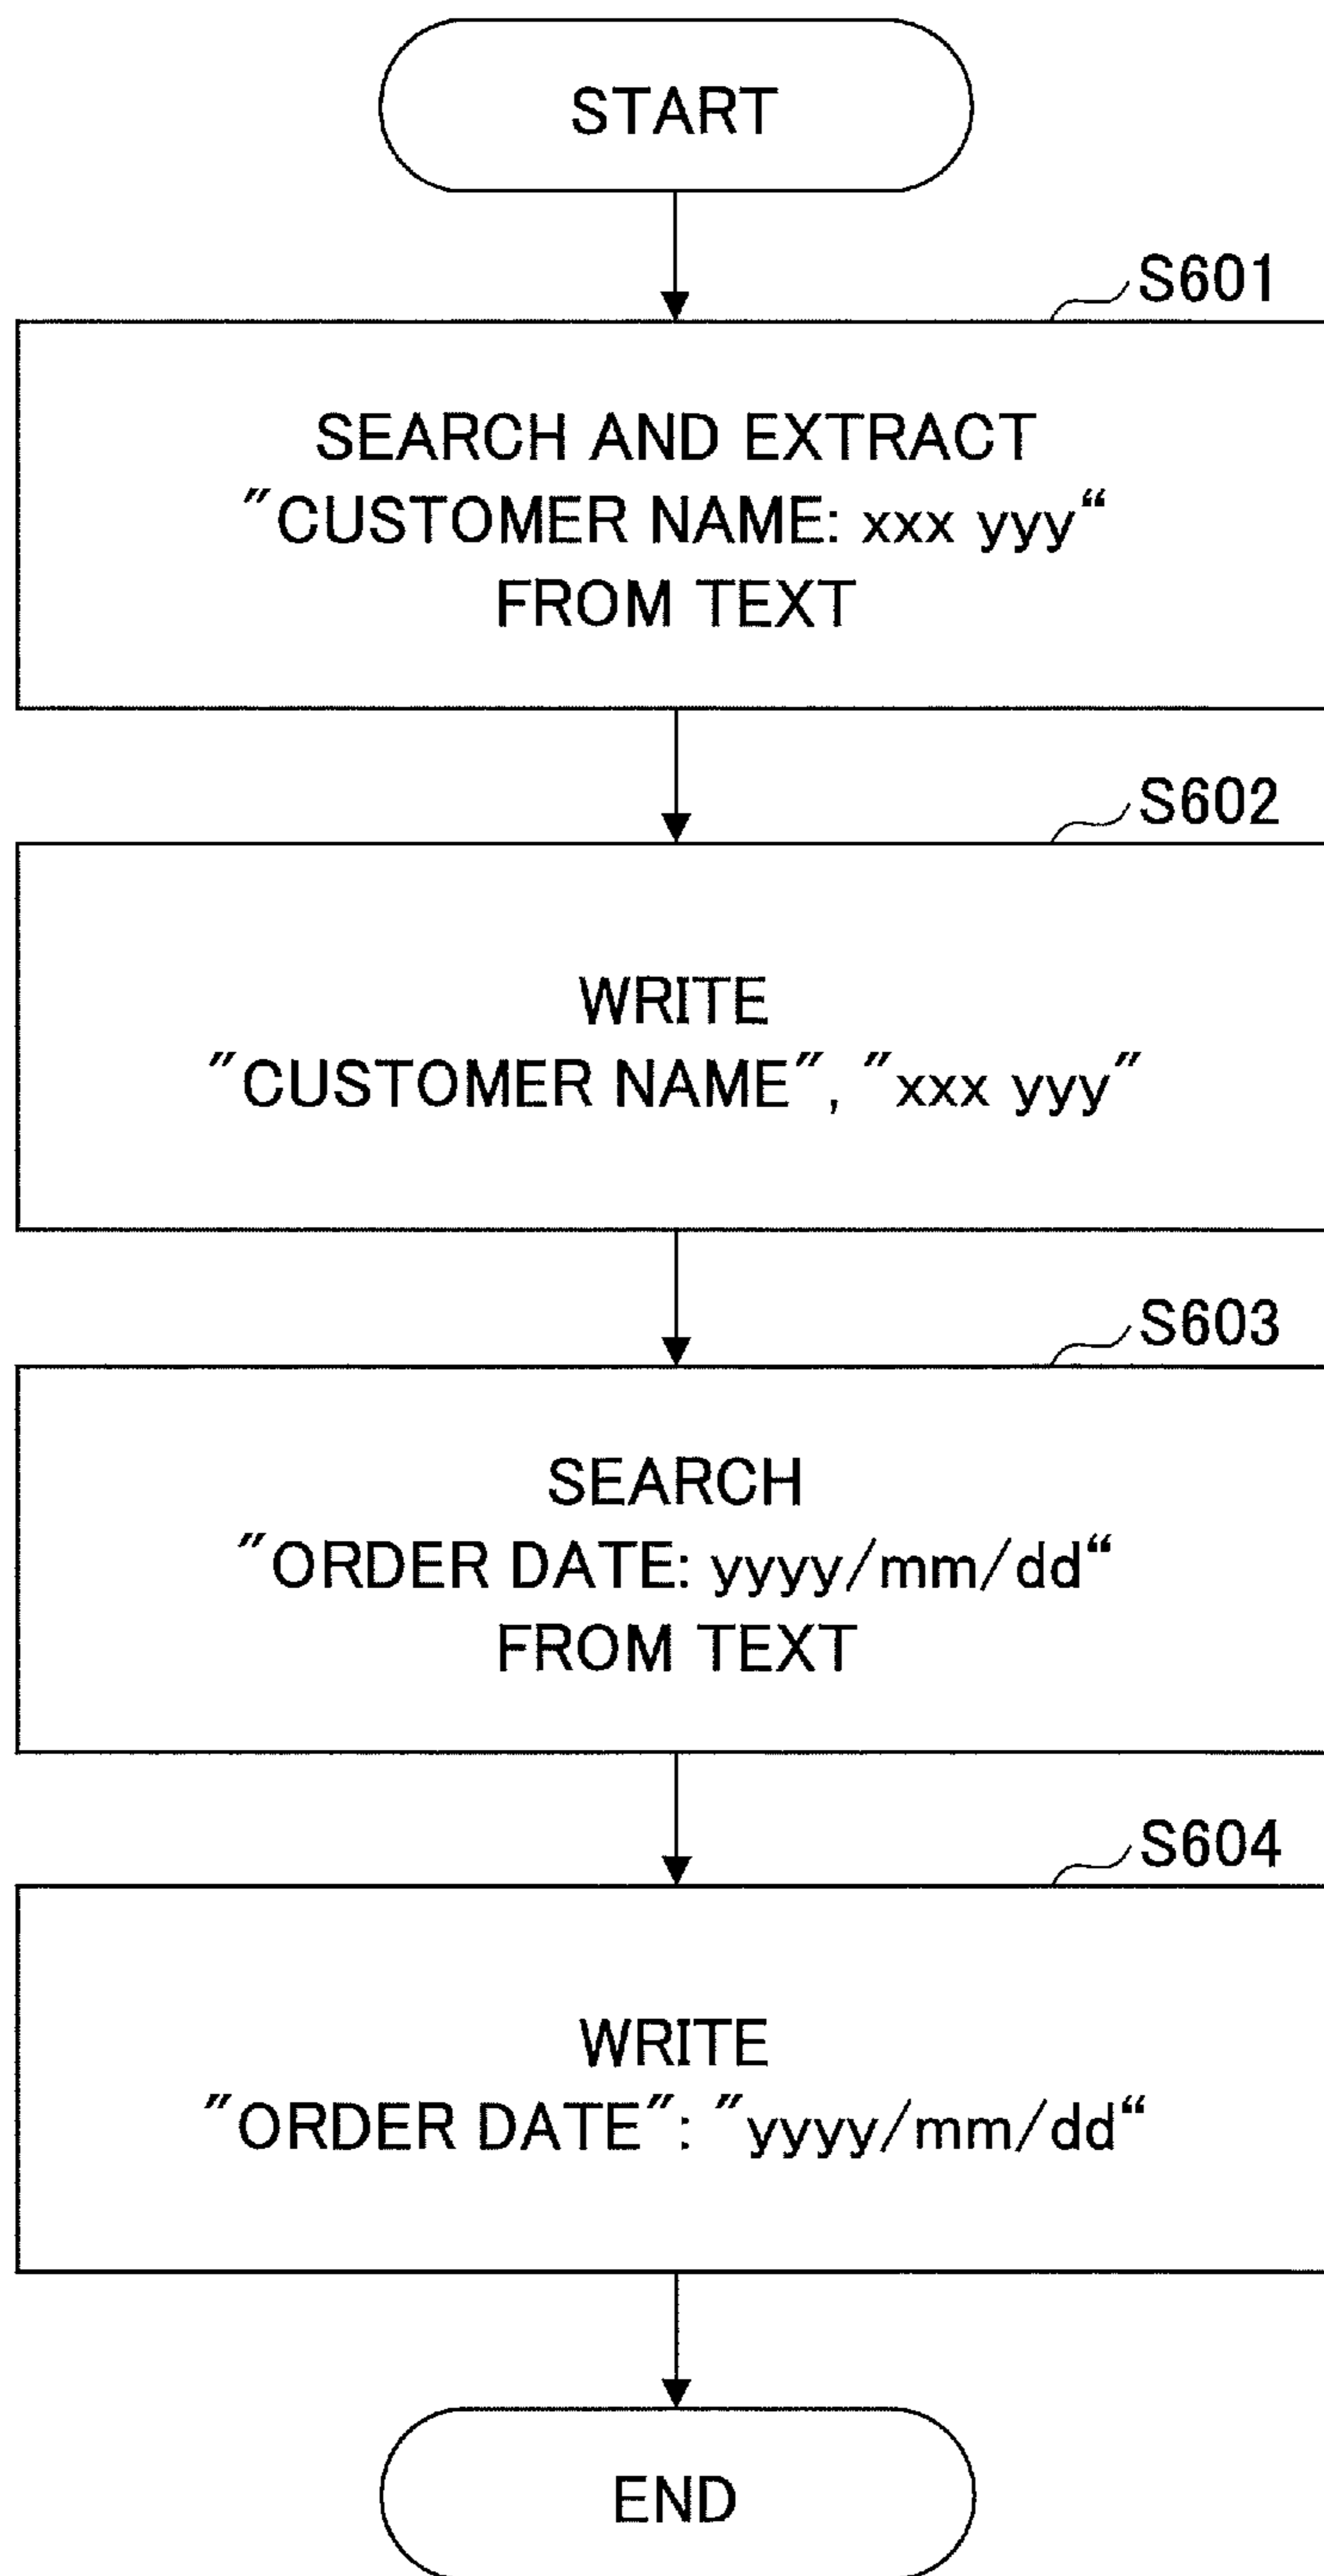 START
S601
SEARCH AND EXTRACT
"CUSTOMER NAME: xxx yyy“
FROM TEXT
S602
WRITE
"CUSTOMER NAME", "xxx yyy"
S603
SEARCH
"ORDER DATE: yyyy/mm/dd“
FROM TEXT
S604
WRITE
"ORDER DATE": "yyyy/mm/dd“
END